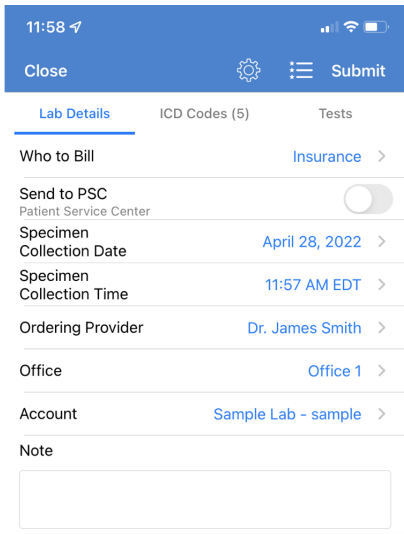 11:58
Close Submit
Lab Details ICD Codes (5) Tests
Who to Bill Insurance
Send to PSC
Patient Service Center
Specimen
Collection Date April 28, 2022
Specimen
Collection Time 11:57 AM EDT
Ordering Provider Dr. James Smith
Office Office 1
Account Sample Lab - sample
Note